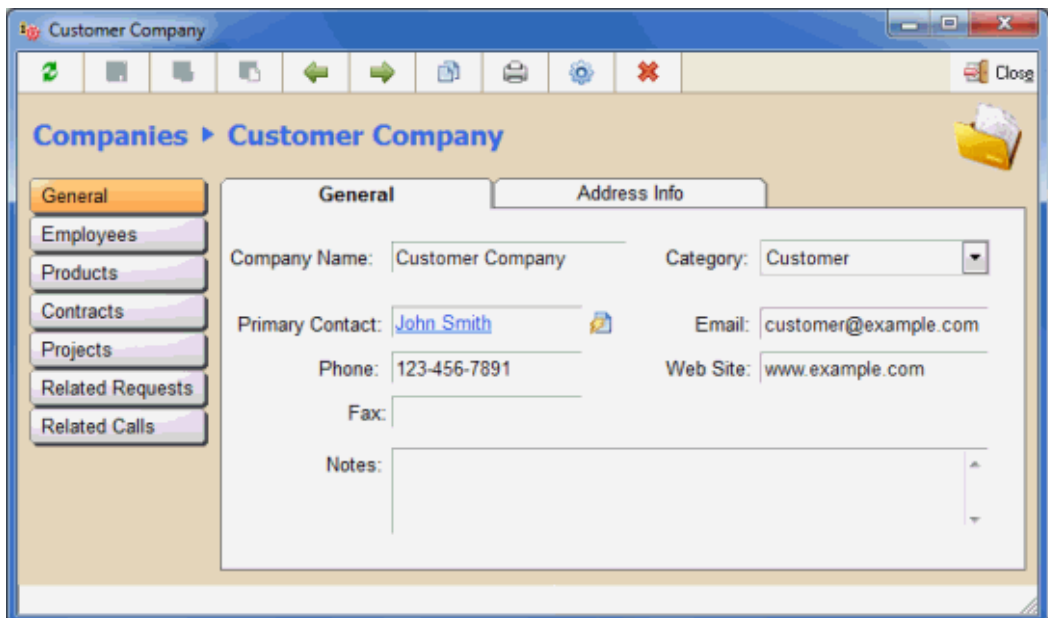 Customer Company
Close
Companies ▸ Customer Company
General
Employees
Products
Contracts
Projects
Related Requests
Related Calls
General Address Info
Company Name: Customer Company Category: Customer
Primary Contact: John Smith Email: customer@example.com
Phone: 123-456-7891 Web Site: www.example.com
Fax:
Notes: